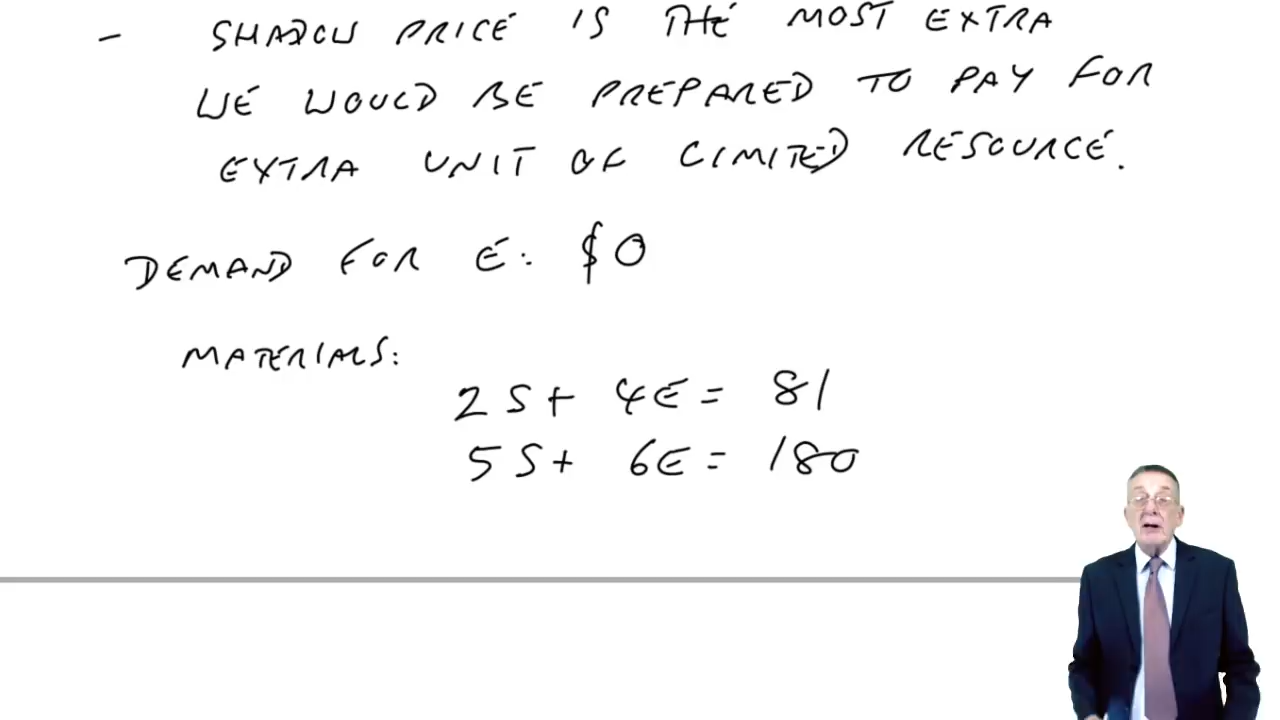 - SHADOW PRICE IS THE MOST EXTRA
WE WOULD BE PREPARED TO PAY FOR
EXTRA UNIT OF LIMITED RESOURCE.
DEMAND FOR E: $0
MATERIALS:
2S + 4E = 81
5S + 6E = 180